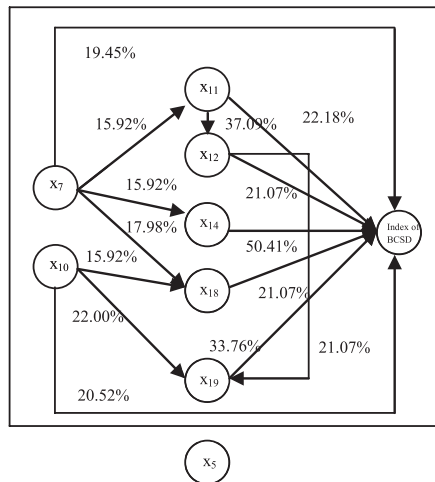 19.45%
x11
15.92%
37.09%
22.18%
x12
x7
15.92%
21.07%
17.98%
x14
Index of
BCSD
15.92%
50.41%
x10
x18
21.07%
22.00%
33.76%
21.07%
x19
20.52%
x5